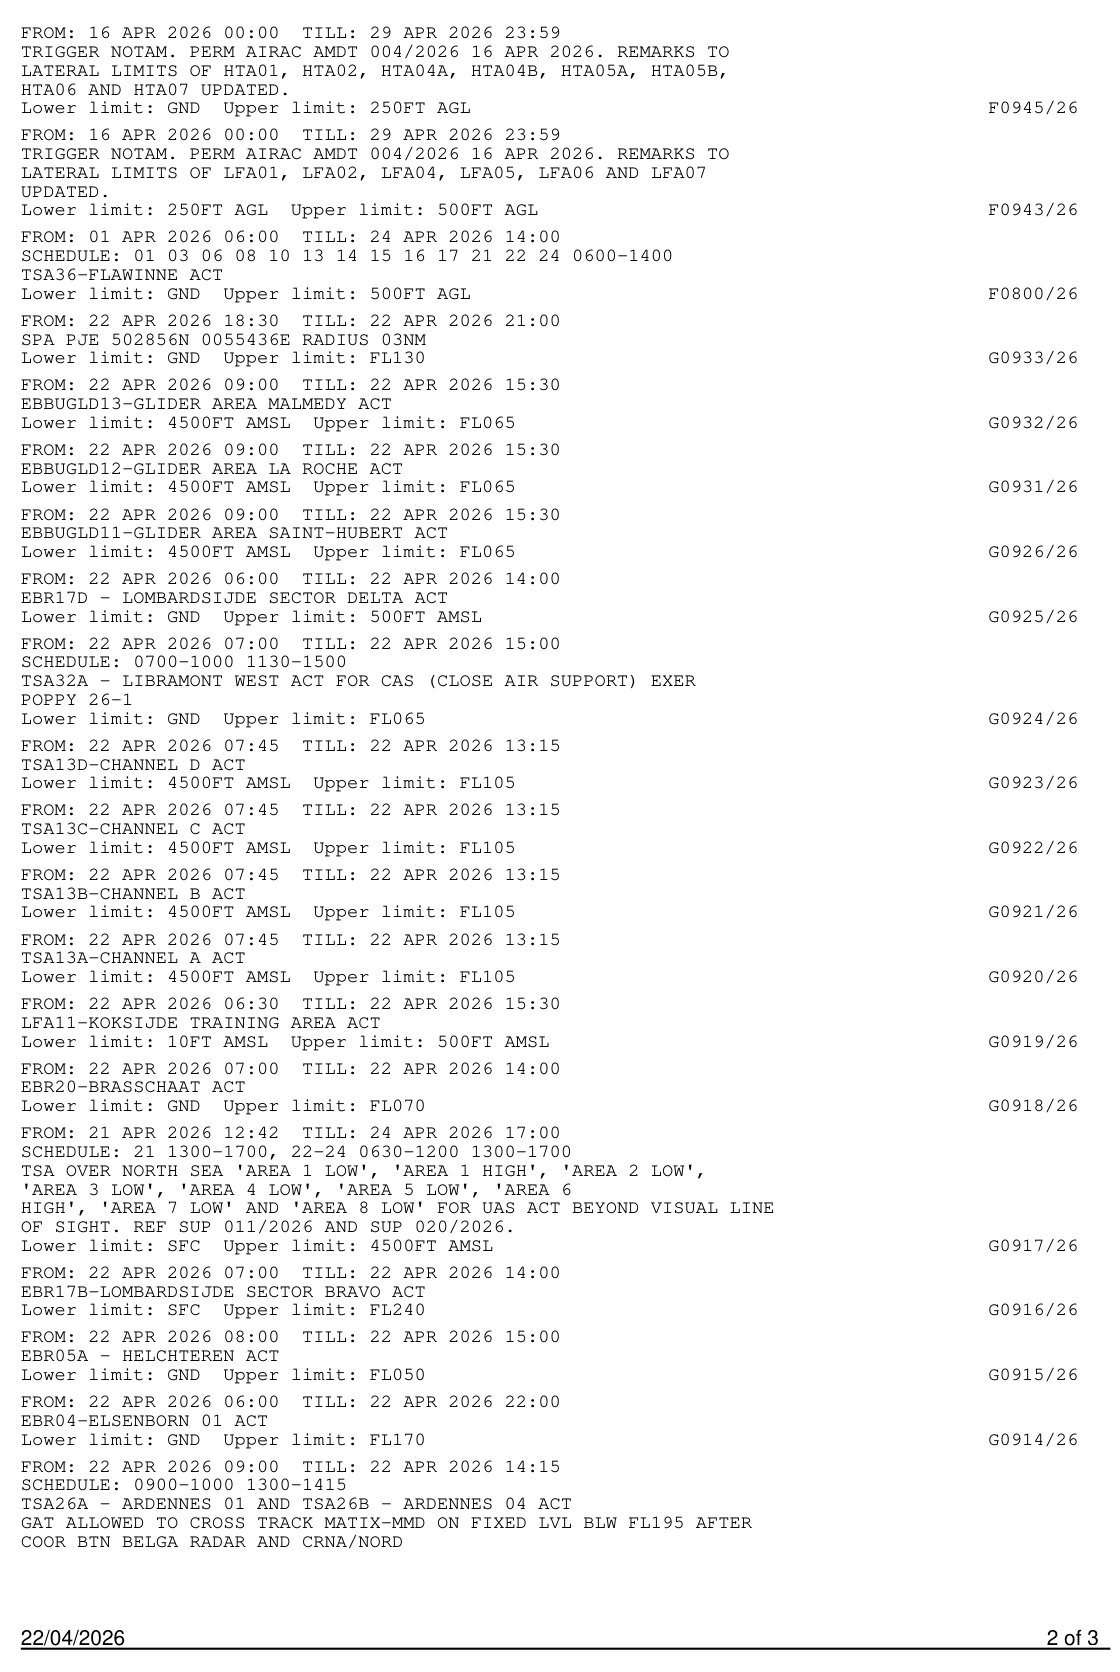 FROM: 16 APR 2026 00:00  TILL: 29 APR 2026 23:59
TRIGGER NOTAM. PERM AIRAC AMDT 004/2026 16 APR 2026. REMARKS TO
LATERAL LIMITS OF HTA01, HTA02, HTA04A, HTA04B, HTA05A, HTA05B,
HTA06 AND HTA07 UPDATED.
Lower limit: GND  Upper limit: 250FT AGL  F0945/26
FROM: 16 APR 2026 00:00  TILL: 29 APR 2026 23:59
TRIGGER NOTAM. PERM AIRAC AMDT 004/2026 16 APR 2026. REMARKS TO
LATERAL LIMITS OF LFA01, LFA02, LFA04, LFA05, LFA06 AND LFA07
UPDATED.
Lower limit: 250FT AGL  Upper limit: 500FT AGL  F0943/26
FROM: 01 APR 2026 06:00  TILL: 24 APR 2026 14:00
SCHEDULE: 01 03 06 08 10 13 14 15 16 17 21 22 24 0600-1400
TSA36-FLAWINNE ACT
Lower limit: GND  Upper limit: 500FT AGL  F0800/26
FROM: 22 APR 2026 18:30  TILL: 22 APR 2026 21:00
SPA PJE 502856N 0055436E RADIUS 03NM
Lower limit: GND  Upper limit: FL130  G0933/26
FROM: 22 APR 2026 09:00  TILL: 22 APR 2026 15:30
EBBUGLD13-GLIDER AREA MALMEDY ACT
Lower limit: 4500FT AMSL  Upper limit: FL065  G0932/26
FROM: 22 APR 2026 09:00  TILL: 22 APR 2026 15:30
EBBUGLD12-GLIDER AREA LA ROCHE ACT
Lower limit: 4500FT AMSL  Upper limit: FL065  G0931/26
FROM: 22 APR 2026 09:00  TILL: 22 APR 2026 15:30
EBBUGLD11-GLIDER AREA SAINT-HUBERT ACT
Lower limit: 4500FT AMSL  Upper limit: FL065  G0926/26
FROM: 22 APR 2026 06:00  TILL: 22 APR 2026 14:00
EBR17D - LOMBARDSIJDE SECTOR DELTA ACT
Lower limit: GND  Upper limit: 500FT AMSL  G0925/26
FROM: 22 APR 2026 07:00  TILL: 22 APR 2026 15:00
SCHEDULE: 0700-1000 1130-1500
TSA32A - LIBRAMONT WEST ACT FOR CAS (CLOSE AIR SUPPORT) EXER
POPPY 26-1
Lower limit: GND  Upper limit: FL065  G0924/26
FROM: 22 APR 2026 07:45  TILL: 22 APR 2026 13:15
TSA13D-CHANNEL D ACT
Lower limit: 4500FT AMSL  Upper limit: FL105  G0923/26
FROM: 22 APR 2026 07:45  TILL: 22 APR 2026 13:15
TSA13C-CHANNEL C ACT
Lower limit: 4500FT AMSL  Upper limit: FL105  G0922/26
FROM: 22 APR 2026 07:45  TILL: 22 APR 2026 13:15
TSA13B-CHANNEL B ACT
Lower limit: 4500FT AMSL  Upper limit: FL105  G0921/26
FROM: 22 APR 2026 07:45  TILL: 22 APR 2026 13:15
TSA13A-CHANNEL A ACT
Lower limit: 4500FT AMSL  Upper limit: FL105  G0920/26
FROM: 22 APR 2026 06:30  TILL: 22 APR 2026 15:30
LFA11-KOKSIJDE TRAINING AREA ACT
Lower limit: 10FT AMSL  Upper limit: 500FT AMSL  G0919/26
FROM: 22 APR 2026 07:00  TILL: 22 APR 2026 14:00
EBR20-BRASSCHAAT ACT
Lower limit: GND  Upper limit: FL070  G0918/26
FROM: 21 APR 2026 12:42  TILL: 24 APR 2026 17:00
SCHEDULE: 21 1300-1700, 22-24 0630-1200 1300-1700
TSA OVER NORTH SEA 'AREA 1 LOW', 'AREA 1 HIGH', 'AREA 2 LOW',
'AREA 3 LOW', 'AREA 4 LOW', 'AREA 5 LOW', 'AREA 6
HIGH', 'AREA 7 LOW' AND 'AREA 8 LOW' FOR UAS ACT BEYOND VISUAL LINE
OF SIGHT. REF SUP 011/2026 AND SUP 020/2026.
Lower limit: SFC  Upper limit: 4500FT AMSL  G0917/26
FROM: 22 APR 2026 07:00  TILL: 22 APR 2026 14:00
EBR17B-LOMBARDSIJDE SECTOR BRAVO ACT
Lower limit: SFC  Upper limit: FL240  G0916/26
FROM: 22 APR 2026 08:00  TILL: 22 APR 2026 15:00
EBR05A - HELCHTEREN ACT
Lower limit: GND  Upper limit: FL050  G0915/26
FROM: 22 APR 2026 06:00  TILL: 22 APR 2026 22:00
EBR04-ELSENBORN 01 ACT
Lower limit: GND  Upper limit: FL170  G0914/26
FROM: 22 APR 2026 09:00  TILL: 22 APR 2026 14:15
SCHEDULE: 0900-1000 1300-1415
TSA26A - ARDENNES 01 AND TSA26B - ARDENNES 04 ACT
GAT ALLOWED TO CROSS TRACK MATIX-MMD ON FIXED LVL BLW FL195 AFTER
COOR BTN BELGA RADAR AND CRNA/NORD
22/04/2026  2 of 3